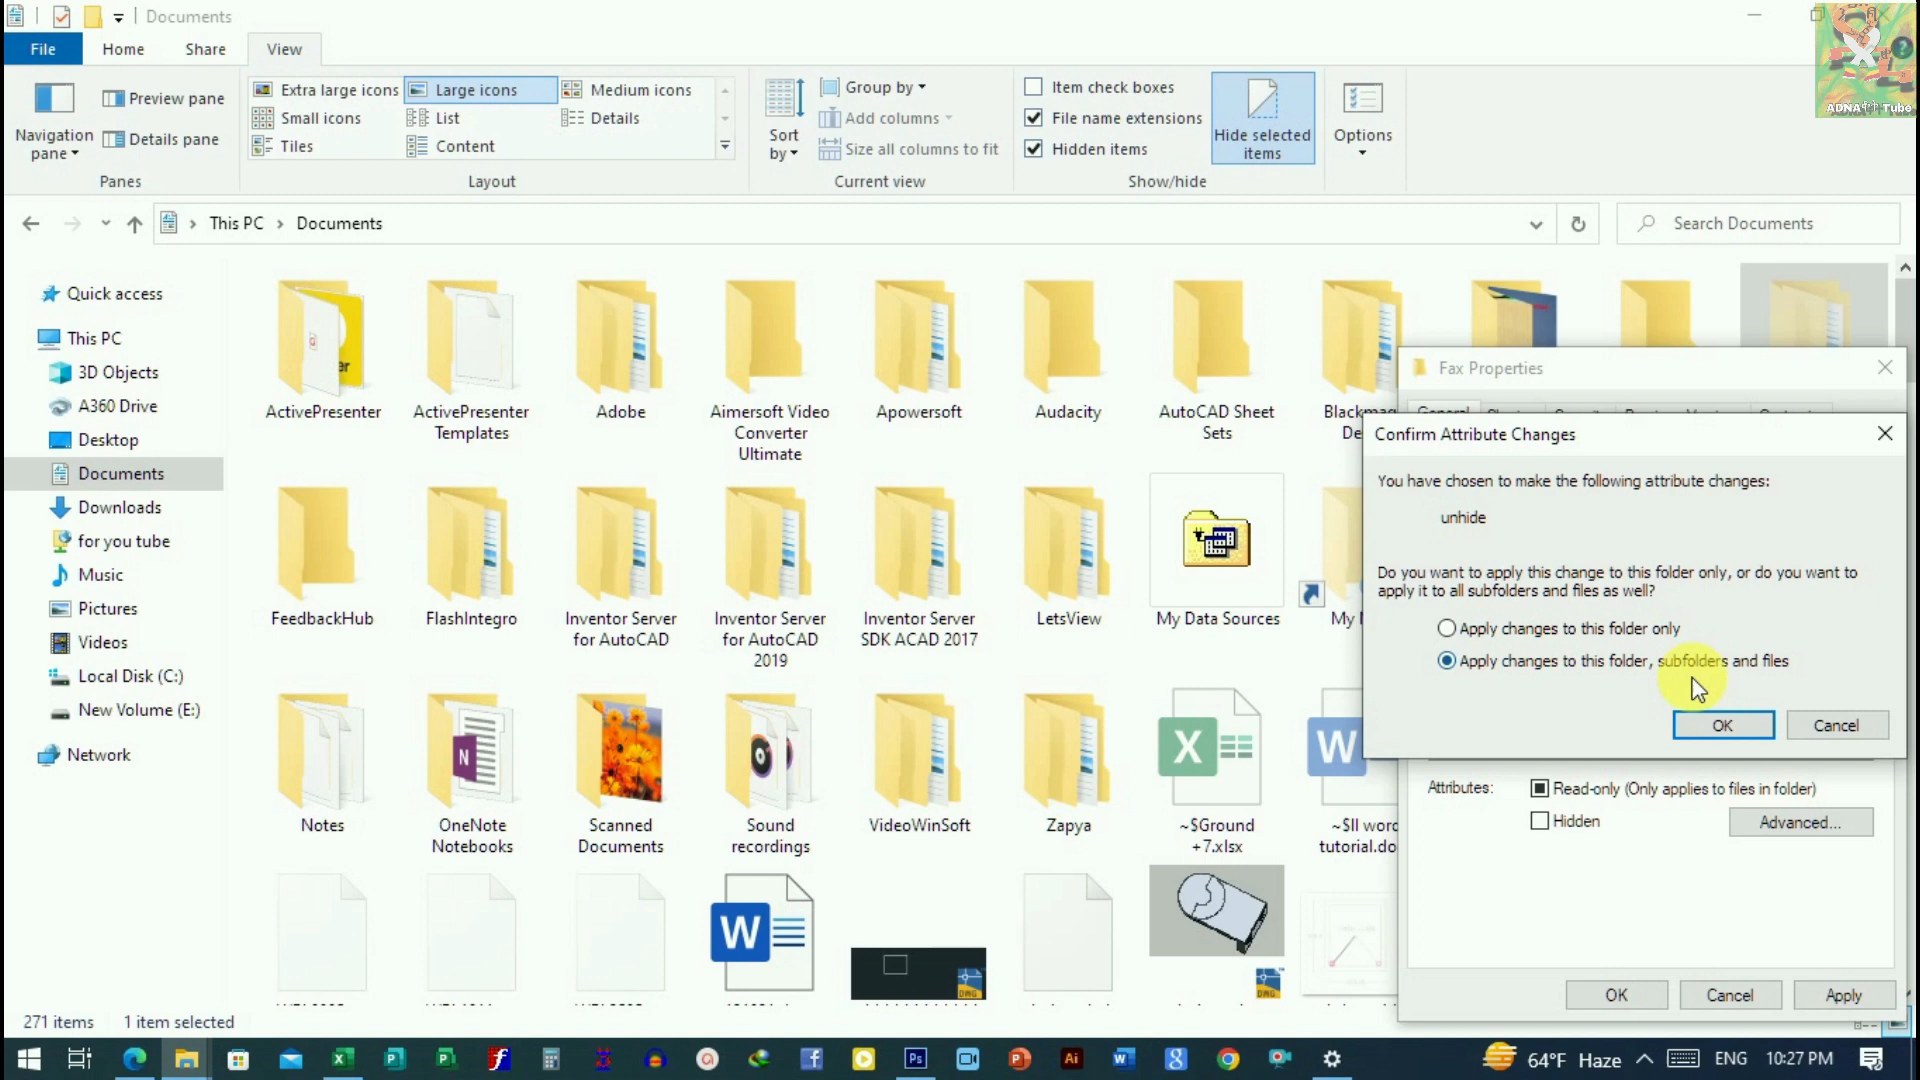 Documents
File Home Share View
Navigation pane
Preview pane
Details pane
Panes
Extra large icons Large icons Medium icons
Small icons List Details
Tiles Content
Layout
Sort by
Group by
Add columns
Size all columns to fit
Current view
Item check boxes
File name extensions
Hidden items
Hide selected items
Show/hide
Options
This PC Documents
Search Documents
Quick access
This PC
3D Objects
A360 Drive
Desktop
Documents
Downloads
for you tube
Music
Pictures
Videos
Local Disk (C:)
New Volume (E:)
Network
ActivePresenter
ActivePresenter Templates
Adobe
Aimersoft Video Converter Ultimate
Apowersoft
Audacity
AutoCAD Sheet Sets
FeedbackHub
FlashIntegro
Inventor Server for AutoCAD
Inventor Server for AutoCAD 2019
Inventor Server SDK ACAD 2017
LetsView
My Data Sources
Notes
OneNote Notebooks
Scanned Documents
Sound recordings
VideoWinSoft
Zapya
~$Ground +7.xlsx
~$ll word tutorial.do
Fax Properties
General
Confirm Attribute Changes
You have chosen to make the following attribute changes:
unhide
Do you want to apply this change to this folder only, or do you want to
apply it to all subfolders and files as well?
Apply changes to this folder only
Apply changes to this folder, subfolders and files
OK Cancel
Attributes: Read-only (Only applies to files in folder)
Hidden Advanced...
OK Cancel Apply
271 items 1 item selected
64°F Haze ENG 10:27 PM